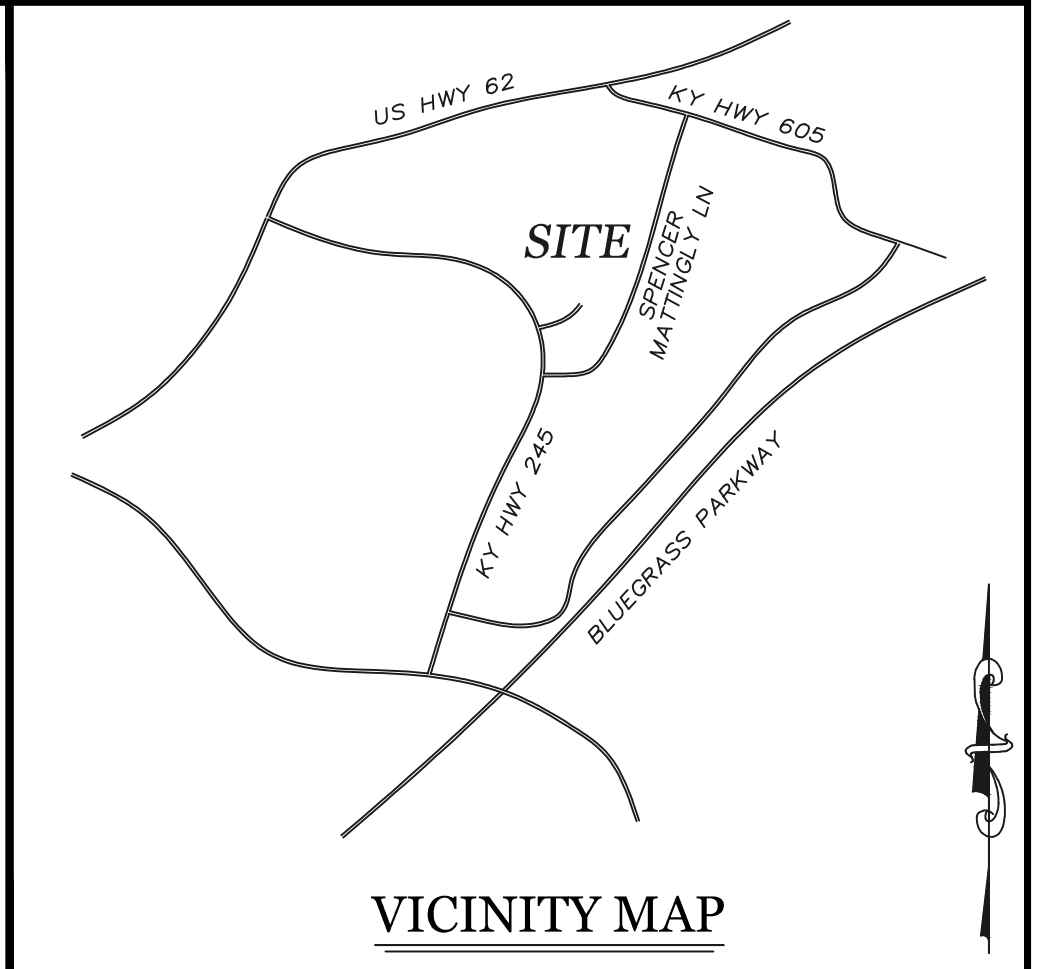 US HWY 62
KY HWY 605
SITE
SPENCER
MATTINGLY LN
KY HWY 245
BLUEGRASS PARKWAY
VICINITY MAP